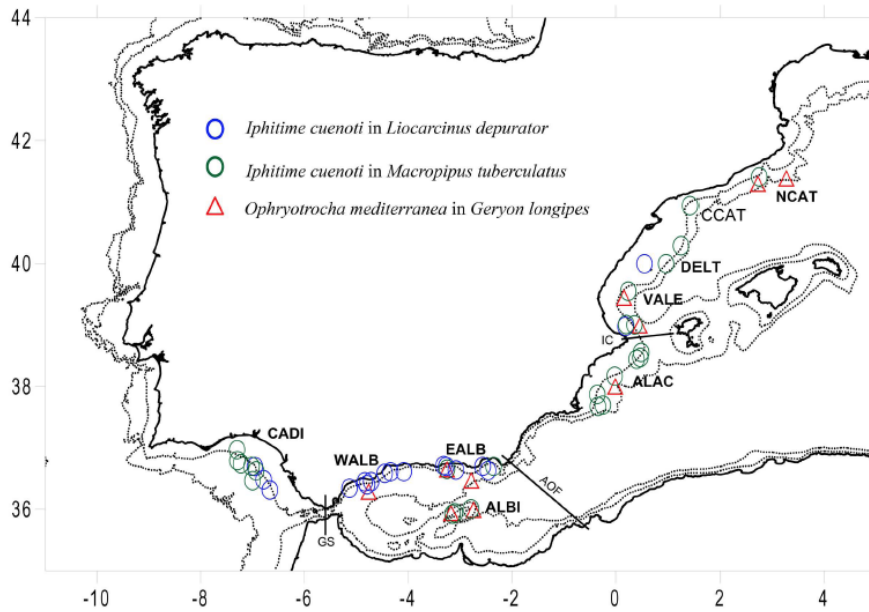 44
42
40
38
36
Iphitime cuenoti in Liocarcinus depurator
Iphitime cuenoti in Macropipus tuberculatus
Ophryotrocha mediterranea in Geryon longipes
NCAT
CCAT
DELT
VALE
IC
ALAC
CADI
WALB
EALB
AOF
ALBI
GS
-10 -8 -6 -4 -2 0 2 4